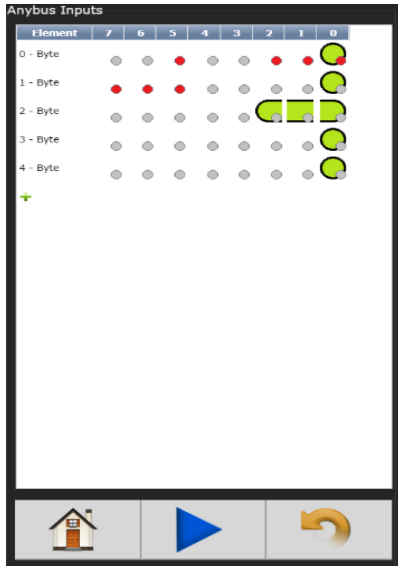 Anybus Inputs
Element 7 6 5 4 3 2 1 0
0 - Byte
1 - Byte
2 - Byte
3 - Byte
4 - Byte